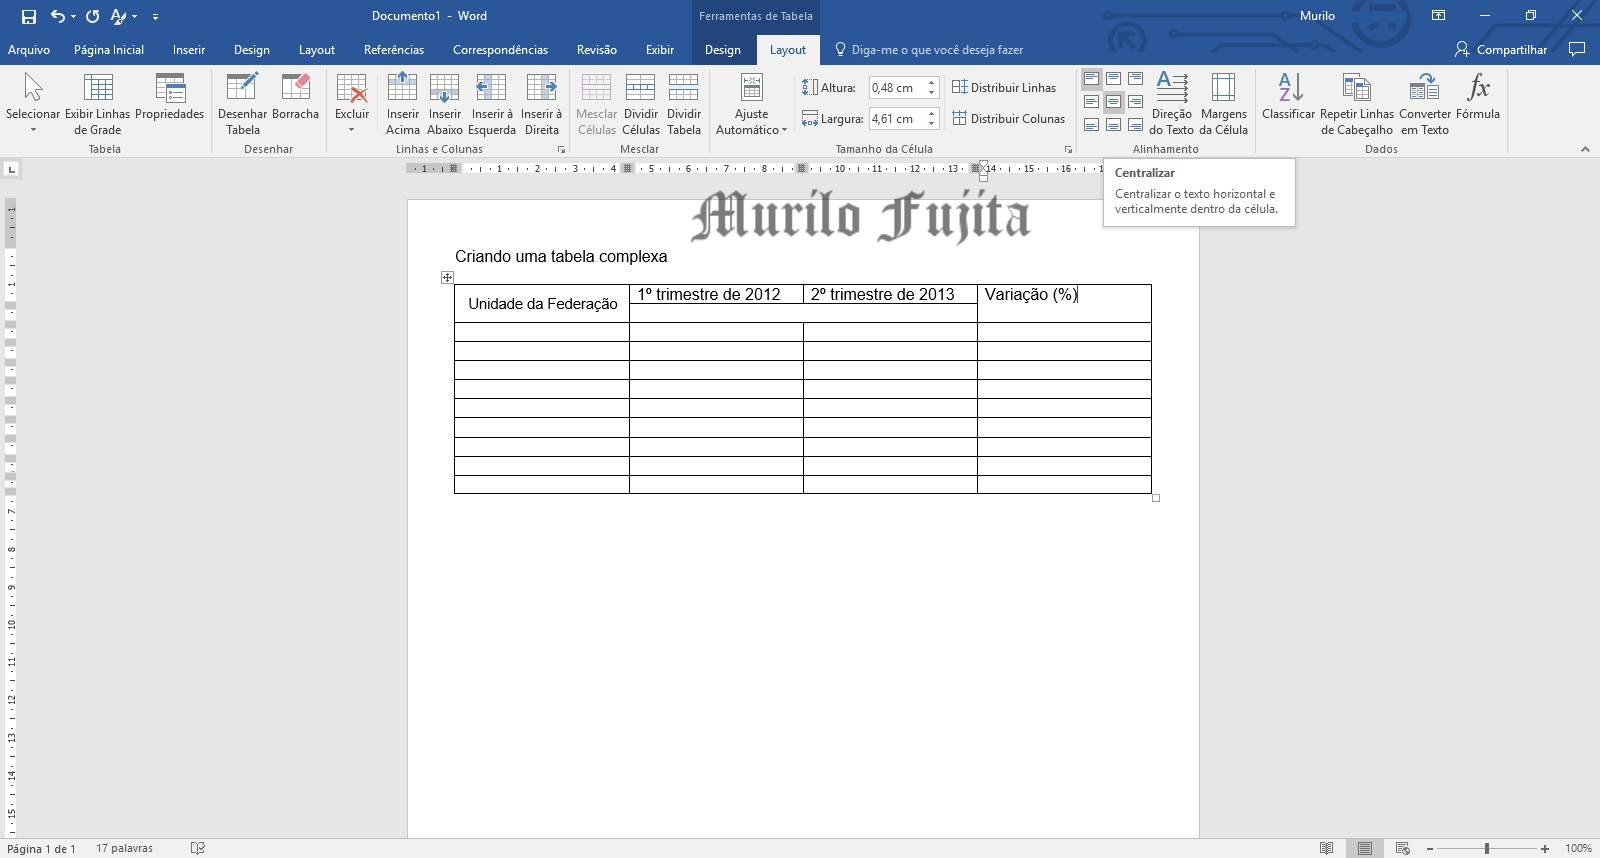 Documento1 - Word
Ferramentas de Tabela
Murilo
Arquivo Página Inicial Inserir Design Layout Referências Correspondências Revisão Exibir Design Layout Diga-me o que você deseja fazer Compartilhar
Selecionar
Exibir Linhas de Grade
Propriedades
Tabela
Desenhar Tabela
Borracha
Desenhar
Excluir
Inserir Acima
Inserir Abaixo
Inserir à Esquerda
Inserir à Direita
Linhas e Colunas
Mesclar Células
Dividir Células
Dividir Tabela
Mesclar
Ajuste Automático
Altura: 0,48 cm
Largura: 4,61 cm
Distribuir Linhas
Distribuir Colunas
Tamanho da Célula
Direção do Texto
Margens da Célula
Alinhamento
Classificar
Repetir Linhas de Cabeçalho
Converter em Texto
fx
Fórmula
Dados
Centralizar
Centralizar o texto horizontal e
verticalmente dentro da célula.
Murilo Fujita
Criando uma tabela complexa
Unidade da Federação 1º trimestre de 2012 2º trimestre de 2013 Variação (%)
Página 1 de 1 17 palavras 100%